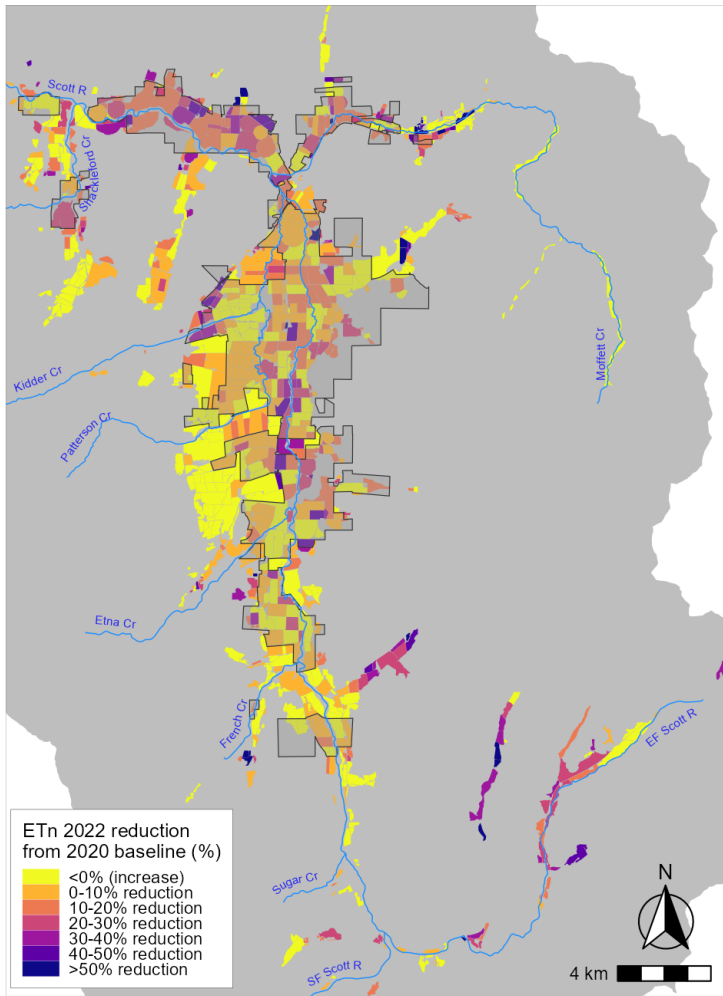 Scott R
Shackleford Cr
Kidder Cr
Moffett Cr
Patterson Cr
Etna Cr
French Cr
EF Scott R
ETn 2022 reduction
from 2020 baseline (%)
<0% (increase)
0-10% reduction
10-20% reduction
20-30% reduction
30-40% reduction
40-50% reduction
>50% reduction
Sugar Cr
SF Scott R
N
4 km